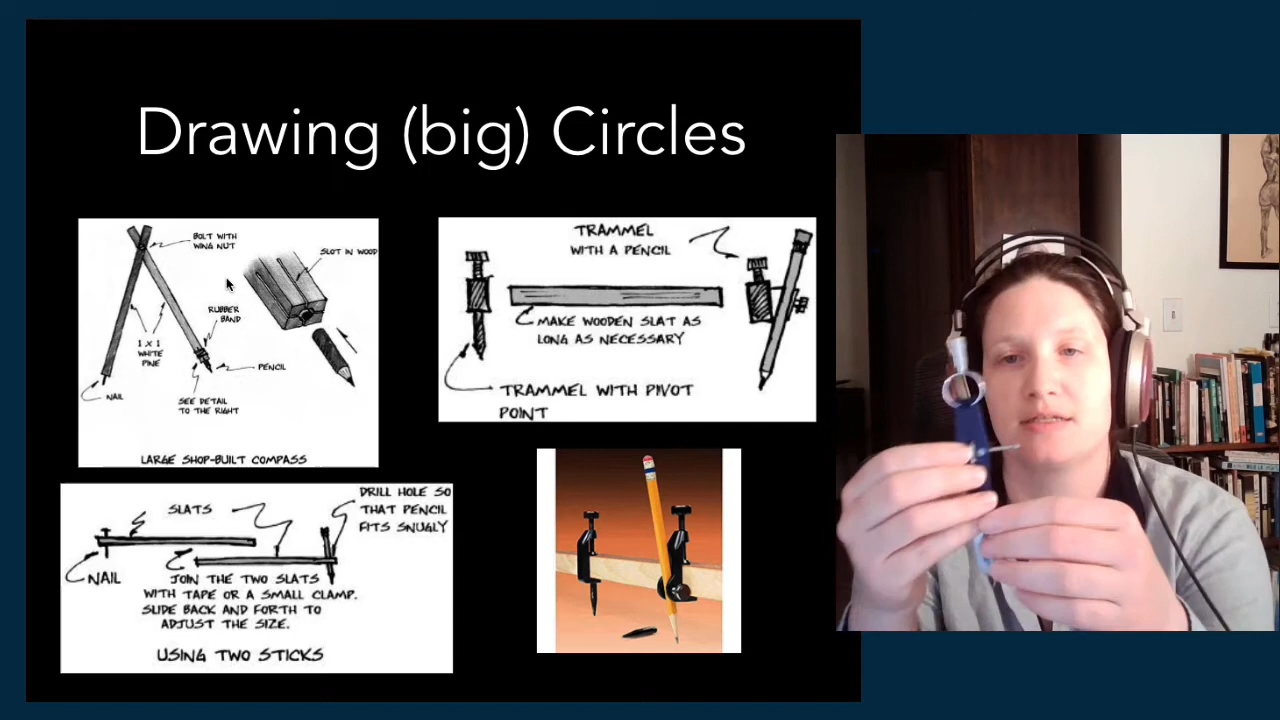 Drawing (big) Circles
BOLT WITH
WING NUT
SLOT IN WOOD
RUBBER
BAND
1 X 1
WHITE
PINE
PENCIL
NAIL
SEE DETAIL
TO THE RIGHT
LARGE SHOP-BUILT COMPASS
TRAMMEL
WITH A PENCIL
MAKE WOODEN SLAT AS
LONG AS NECESSARY
TRAMMEL WITH PIVOT
POINT
SLATS
DRILL HOLE SO
THAT PENCIL
FITS SNUGLY
NAIL
JOIN THE TWO SLATS
WITH TAPE OR A SMALL CLAMP.
SLIDE BACK AND FORTH TO
ADJUST THE SIZE.
USING TWO STICKS